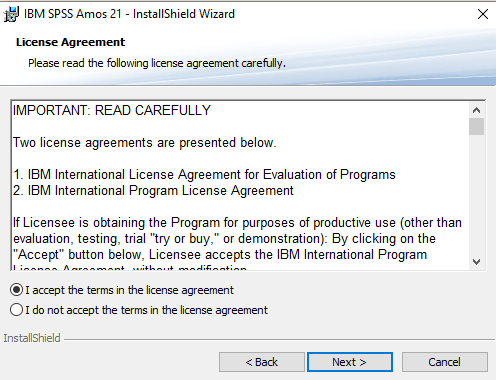 IBM SPSS Amos 21 - InstallShield Wizard
License Agreement
Please read the following license agreement carefully.
IMPORTANT: READ CAREFULLY
Two license agreements are presented below.
1. IBM International License Agreement for Evaluation of Programs
2. IBM International Program License Agreement
If Licensee is obtaining the Program for purposes of productive use (other than
evaluation, testing, trial "try or buy," or demonstration): By clicking on the
"Accept" button below, Licensee accepts the IBM International Program
License Agreement, without modification.
I accept the terms in the license agreement
I do not accept the terms in the license agreement
InstallShield
< Back
Next >
Cancel